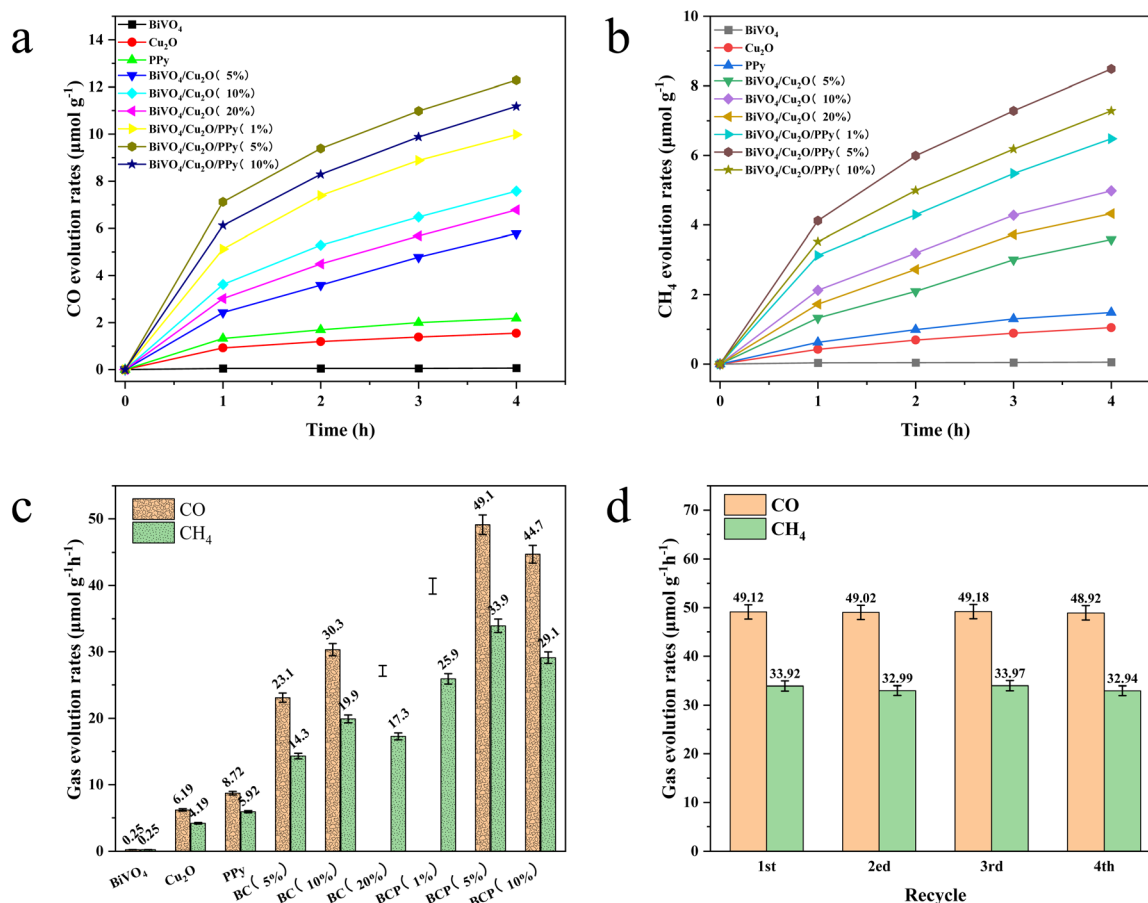 a
CO evolution rates (μmol g⁻¹)
14
12
10
8
6
4
2
0
BiVO₄
Cu₂O
PPy
BiVO₄/Cu₂O( 5%)
BiVO₄/Cu₂O( 10%)
BiVO₄/Cu₂O( 20%)
BiVO₄/Cu₂O/PPy( 1%)
BiVO₄/Cu₂O/PPy( 5%)
BiVO₄/Cu₂O/PPy( 10%)
0 1 2 3 4
Time (h)
b
CH₄ evolution rates (μmol g⁻¹)
10
8
6
4
2
0
BiVO₄
Cu₂O
PPy
BiVO₄/Cu₂O( 5%)
BiVO₄/Cu₂O( 10%)
BiVO₄/Cu₂O( 20%)
BiVO₄/Cu₂O/PPy( 1%)
BiVO₄/Cu₂O/PPy( 5%)
BiVO₄/Cu₂O/PPy( 10%)
0 1 2 3 4
Time (h)
c
Gas evolution rates (μmol g⁻¹h⁻¹)
50
40
30
20
10
0
CO
CH₄
0.25
0.25
6.19
4.19
8.72
5.92
23.1
14.3
30.3
19.9
17.3
25.9
49.1
33.9
44.7
29.1
BiVO₄
Cu₂O
PPy
BC( 5%)
BC( 10%)
BC( 20%)
BCP( 1%)
BCP( 5%)
BCP( 10%)
d
Gas evolution rates (μmol g⁻¹h⁻¹)
70
60
50
40
30
20
10
0
CO
CH₄
49.12
33.92
49.02
32.99
49.18
33.97
48.92
32.94
1st 2ed 3rd 4th
Recycle